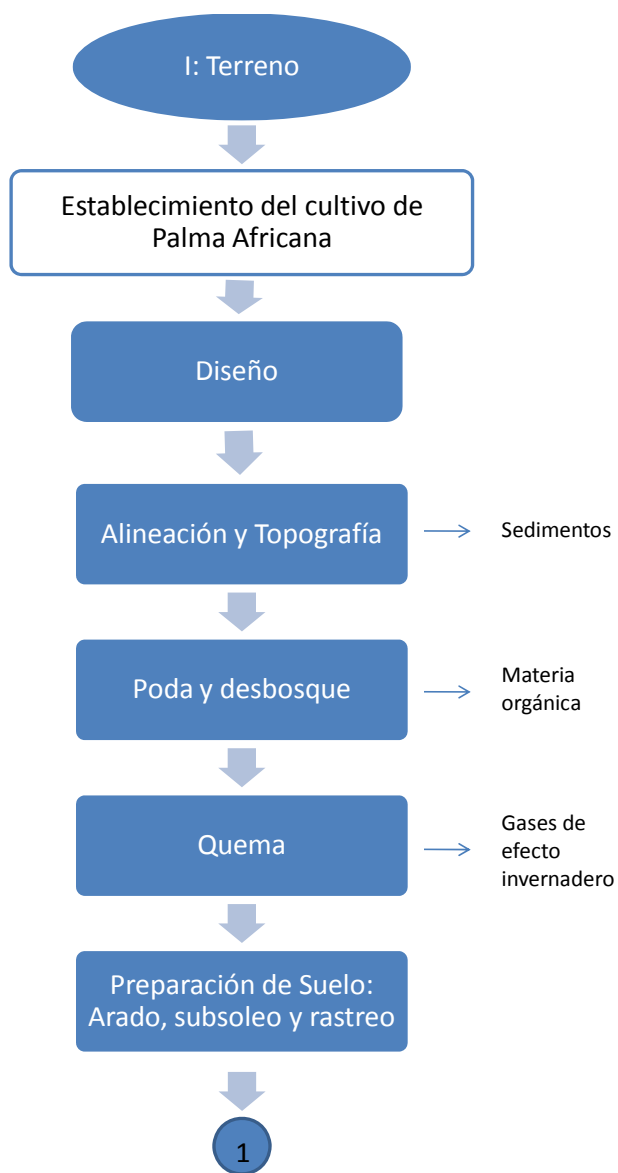 I: Terreno
Establecimiento del cultivo de
Palma Africana
Diseño
Alineación y Topografía
Sedimentos
Poda y desbosque
Materia
orgánica
Quema
Gases de
efecto
invernadero
Preparación de Suelo:
Arado, subsoleo y rastreo
1